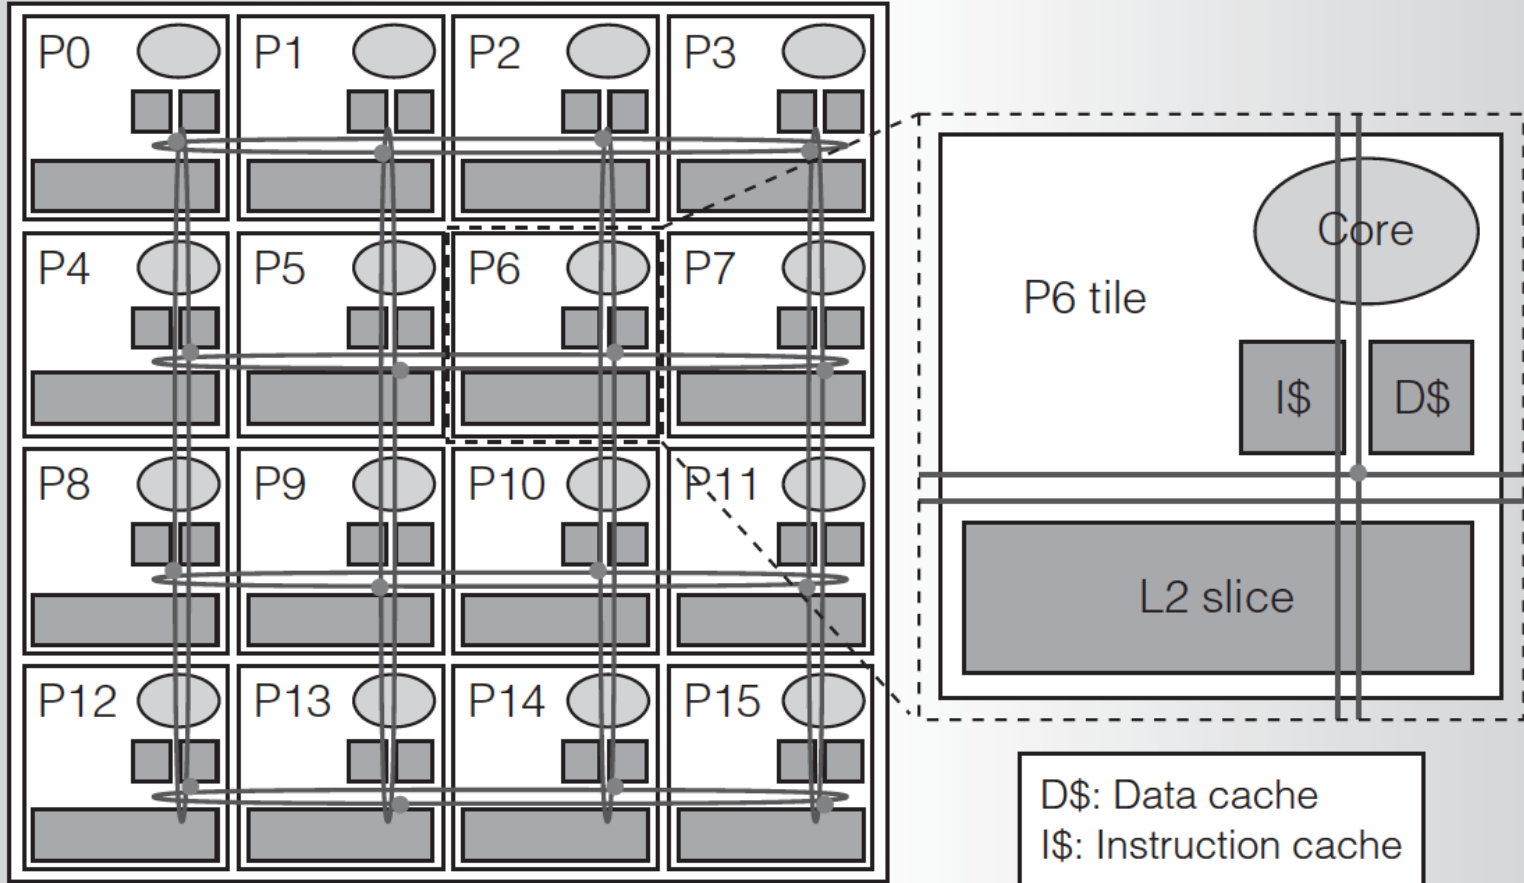 P0 P1 P2 P3
P4 P5 P6 P7
P8 P9 P10 P11
P12 P13 P14 P15
Core
P6 tile
I$ D$
L2 slice
D$: Data cache
I$: Instruction cache